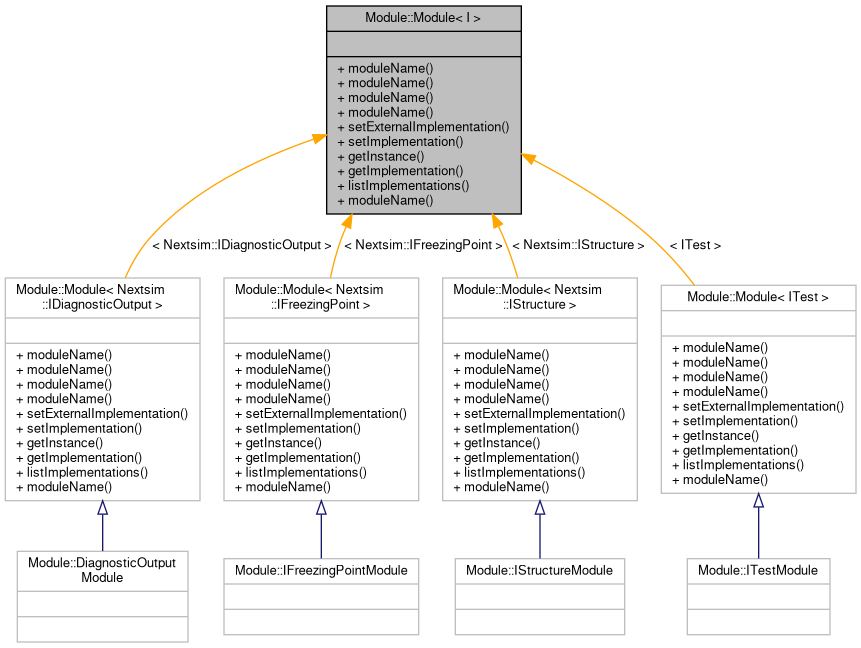 Module::Module< I >
+ moduleName()
+ moduleName()
+ moduleName()
+ moduleName()
+ setExternalImplementation()
+ setImplementation()
+ getInstance()
+ getImplementation()
+ listImplementations()
+ moduleName()
< Nextsim::IDiagnosticOutput >
< Nextsim::IFreezingPoint >
< Nextsim::IStructure >
< ITest >
Module::Module< Nextsim
::IDiagnosticOutput >
+ moduleName()
+ moduleName()
+ moduleName()
+ moduleName()
+ setExternalImplementation()
+ setImplementation()
+ getInstance()
+ getImplementation()
+ listImplementations()
+ moduleName()
Module::Module< Nextsim
::IFreezingPoint >
+ moduleName()
+ moduleName()
+ moduleName()
+ moduleName()
+ setExternalImplementation()
+ setImplementation()
+ getInstance()
+ getImplementation()
+ listImplementations()
+ moduleName()
Module::Module< Nextsim
::IStructure >
+ moduleName()
+ moduleName()
+ moduleName()
+ moduleName()
+ setExternalImplementation()
+ setImplementation()
+ getInstance()
+ getImplementation()
+ listImplementations()
+ moduleName()
Module::Module< ITest >
+ moduleName()
+ moduleName()
+ moduleName()
+ moduleName()
+ setExternalImplementation()
+ setImplementation()
+ getInstance()
+ getImplementation()
+ listImplementations()
+ moduleName()
Module::DiagnosticOutput
Module
Module::IFreezingPointModule
Module::IStructureModule
Module::ITestModule